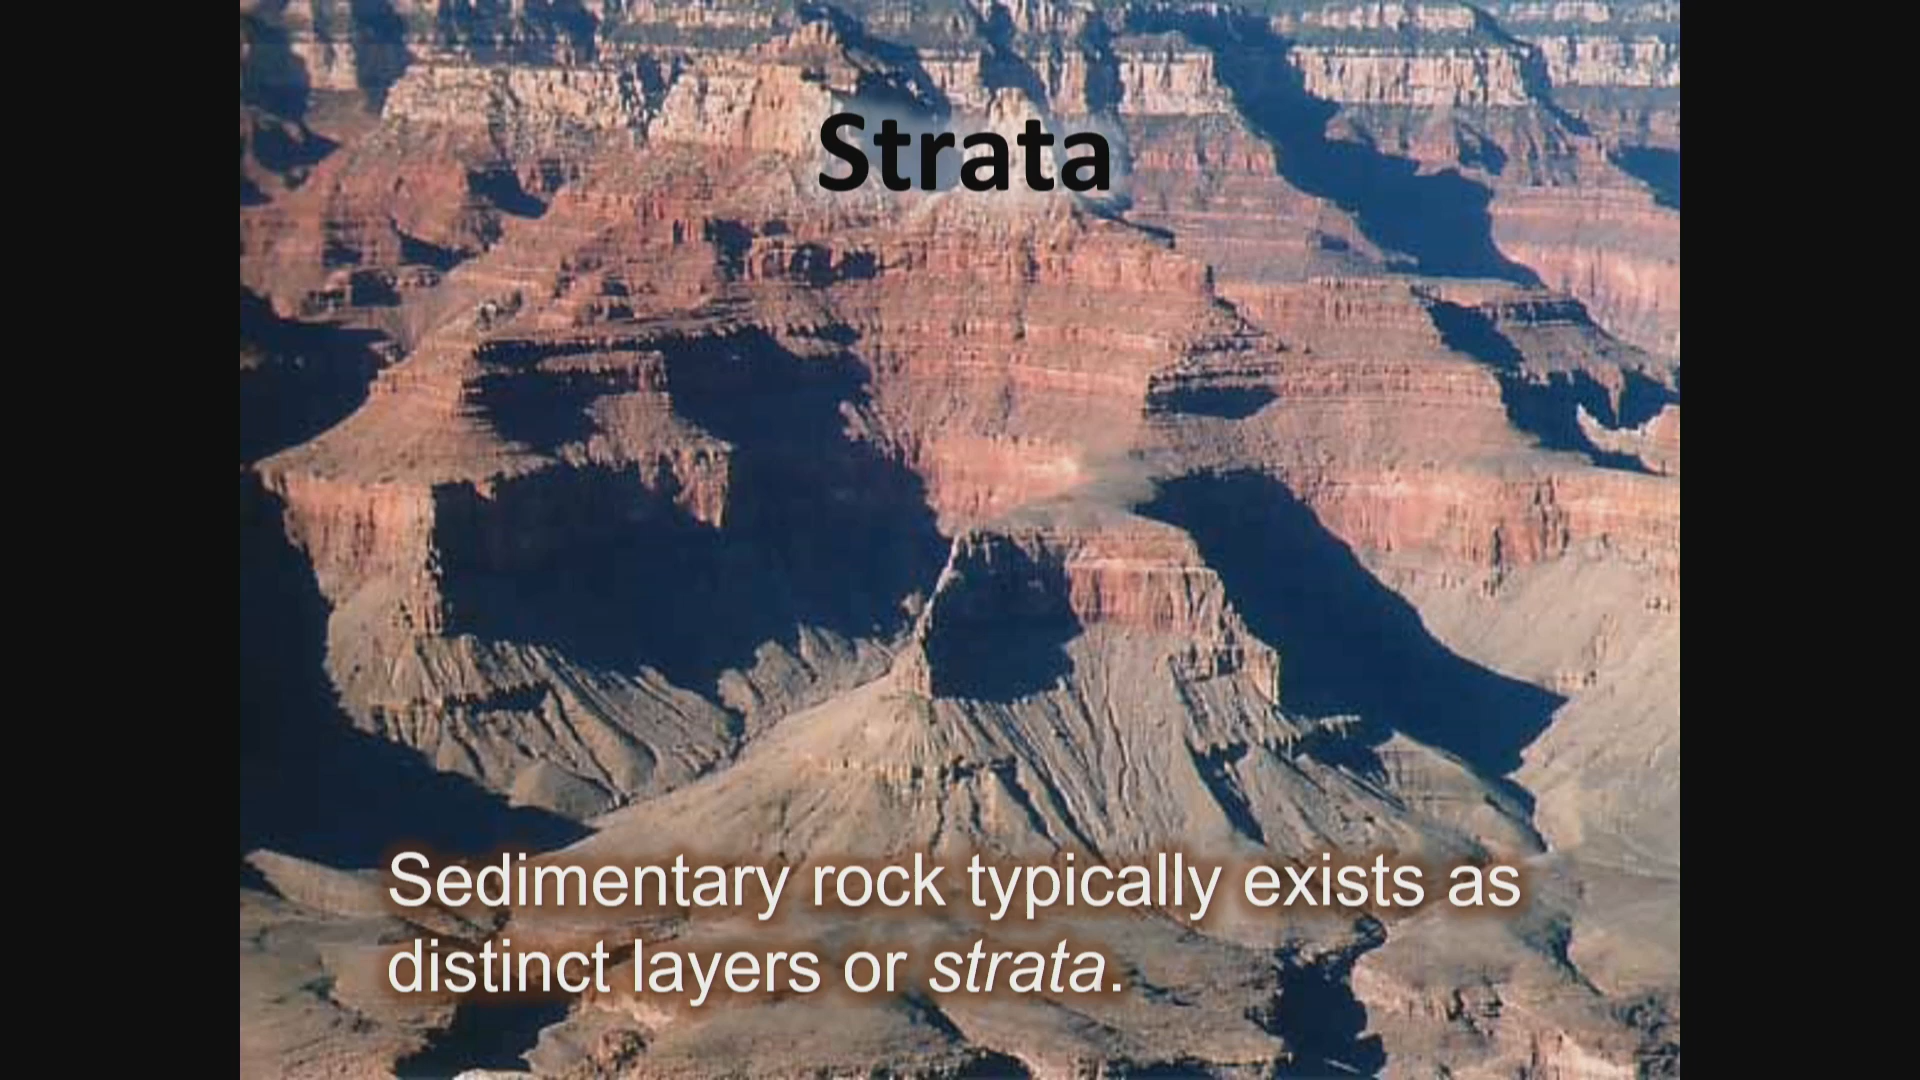 Strata
Sedimentary rock typically exists as
distinct layers or strata.